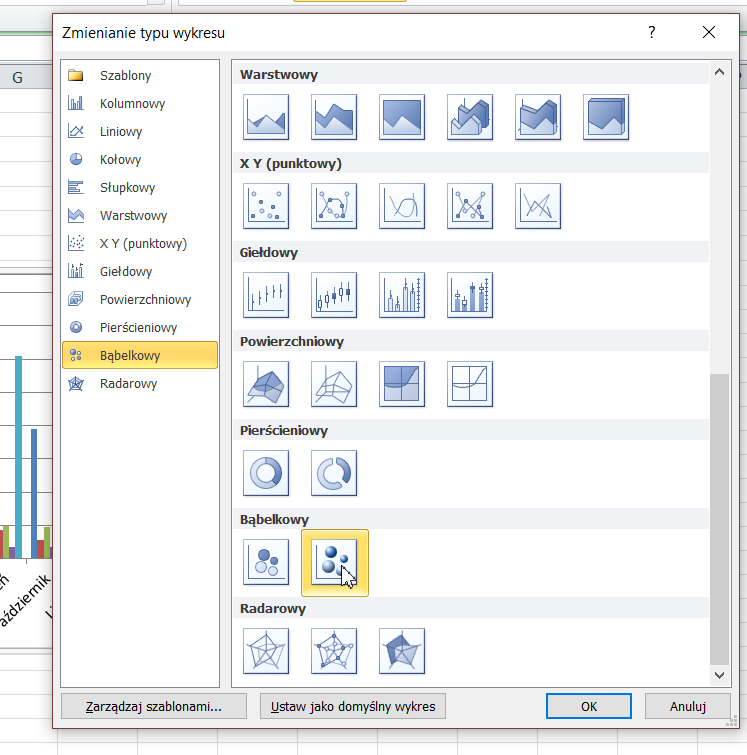 Zmienianie typu wykresu
?
G
Szablony
Kolumnowy
Liniowy
Kołowy
Słupkowy
Warstwowy
X Y (punktowy)
Giełdowy
Powierzchniowy
Pierścieniowy
Bąbelkowy
Radarowy
Warstwowy
X Y (punktowy)
Giełdowy
Powierzchniowy
Pierścieniowy
Bąbelkowy
Radarowy
aździernik
Zarządzaj szablonami...
Ustaw jako domyślny wykres
OK
Anuluj